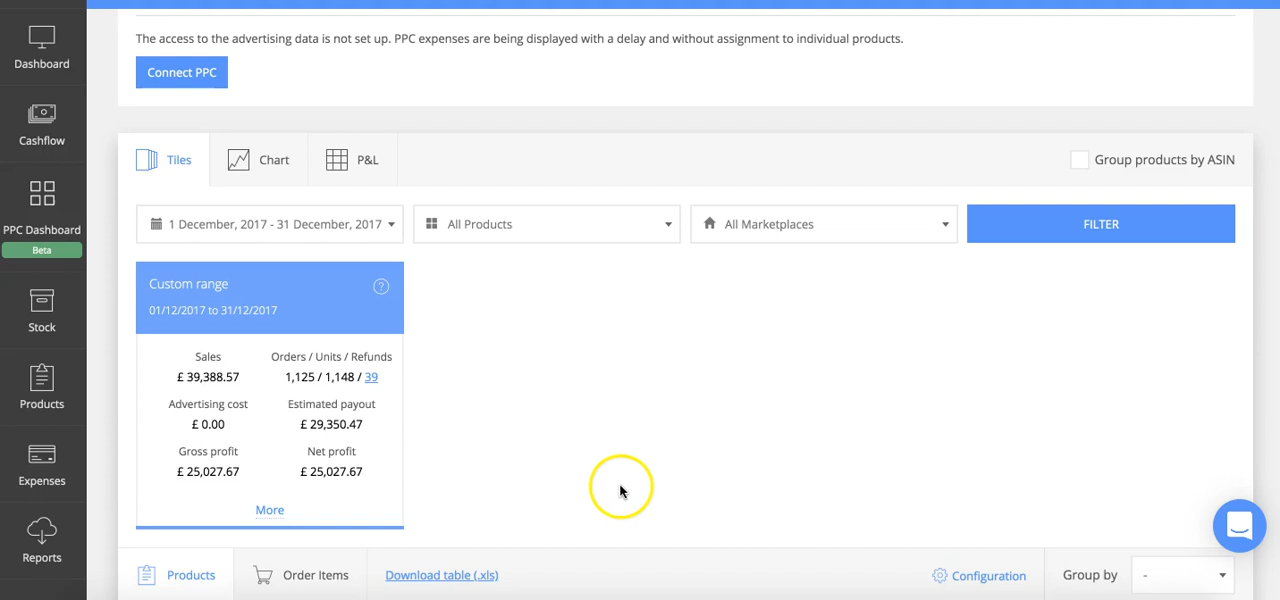 Dashboard
Cashflow
PPC Dashboard
Beta
Stock
Products
Expenses
Reports
The access to the advertising data is not set up. PPC expenses are being displayed with a delay and without assignment to individual products.
Connect PPC
Tiles
Chart
P&L
Group products by ASIN
1 December, 2017 - 31 December, 2017
All Products
All Marketplaces
FILTER
Custom range
?
01/12/2017 to 31/12/2017
Sales
Orders / Units / Refunds
£ 39,388.57
1,125 / 1,148 / 39
Advertising cost
Estimated payout
£ 0.00
£ 29,350.47
Gross profit
Net profit
£ 25,027.67
£ 25,027.67
More
Products
Order Items
Download table (.xls)
Configuration
Group by
-